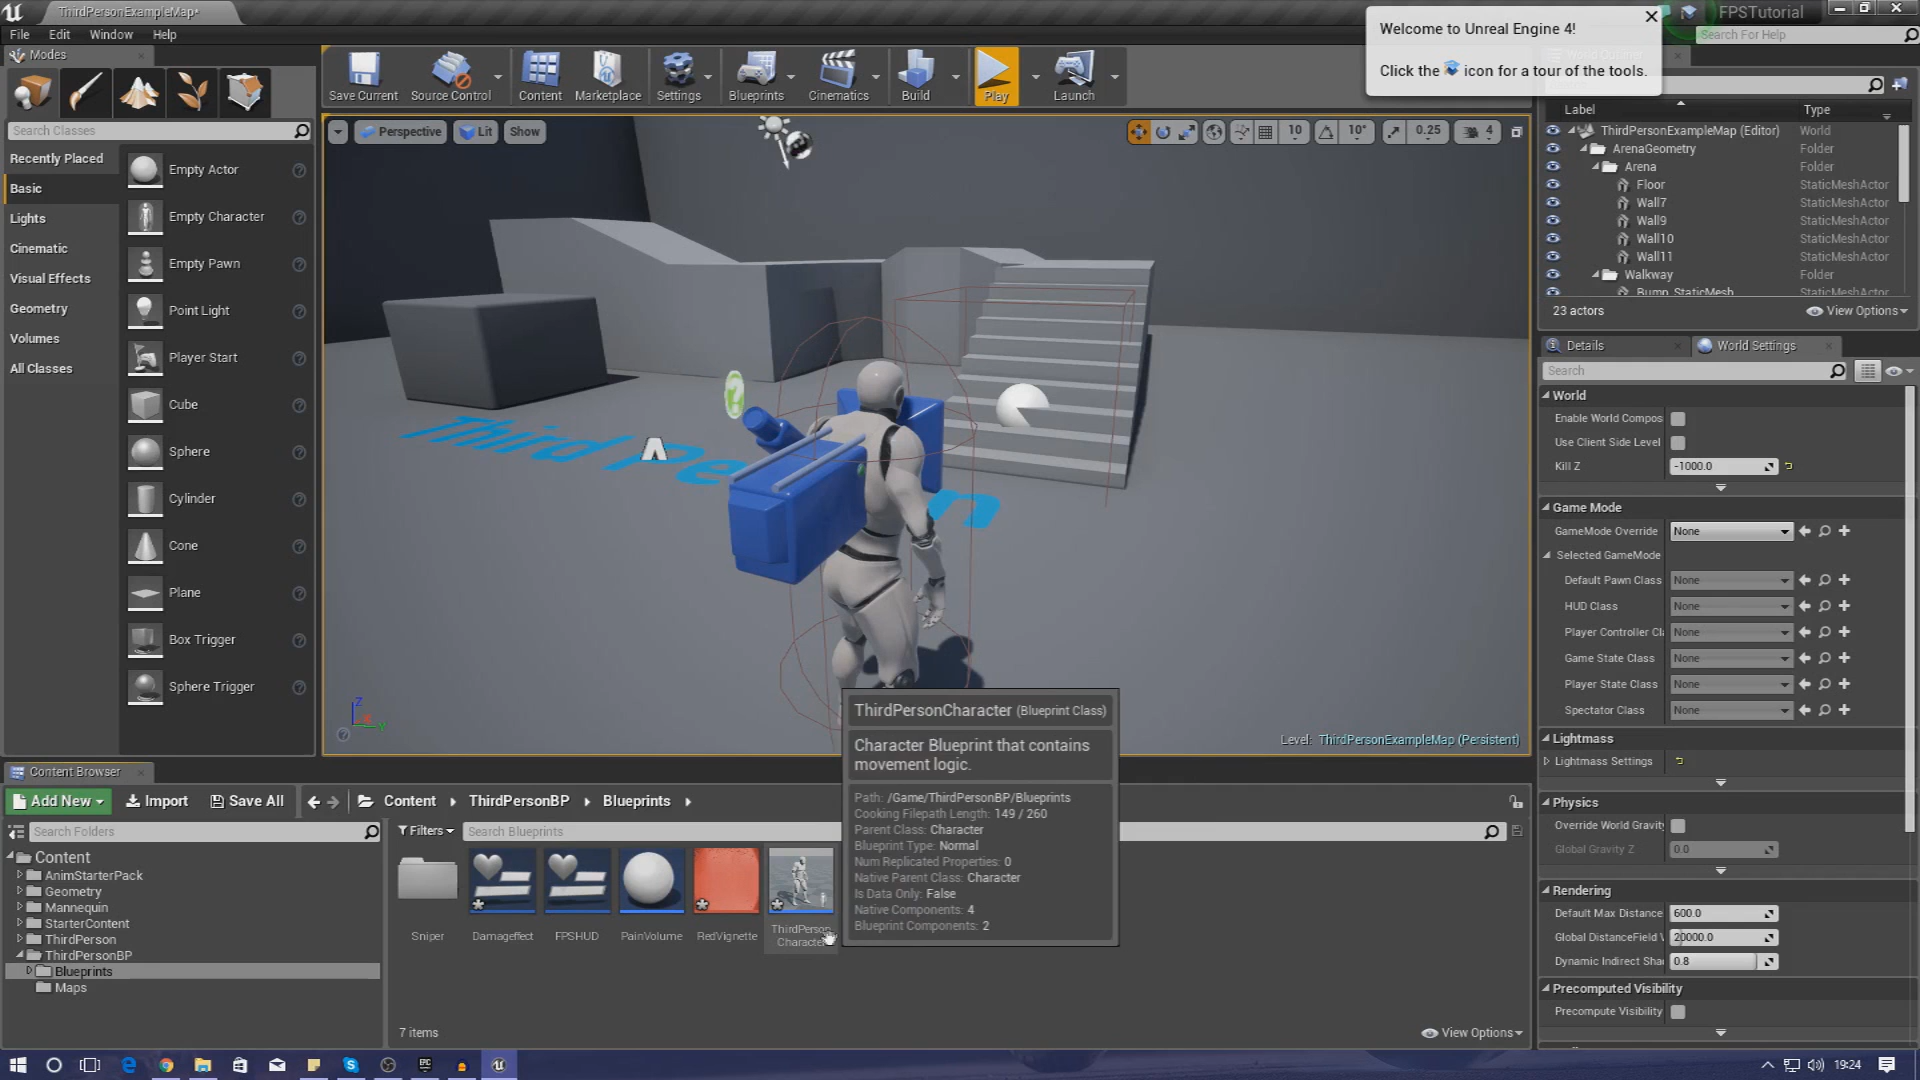 ThirdPersonExampleMap*
FPSTutorial
File Edit Window Help
Search For Help
Welcome to Unreal Engine 4!
Click the icon for a tour of the tools.
Modes
Save Current
Source Control
Content
Marketplace
Settings
Blueprints
Cinematics
Build
Play
Launch
Search Classes
Recently Placed
Basic
Lights
Cinematic
Visual Effects
Geometry
Volumes
All Classes
Empty Actor
Empty Character
Empty Pawn
Point Light
Player Start
Cube
Sphere
Cylinder
Cone
Plane
Box Trigger
Sphere Trigger
Perspective
Lit
Show
10
10°
0.25
4
Third Pe n
Level: ThirdPersonExampleMap (Persistent)
Label Type
ThirdPersonExampleMap (Editor) World
ArenaGeometry Folder
Arena Folder
Floor StaticMeshActor
Wall7 StaticMeshActor
Wall9 StaticMeshActor
Wall10 StaticMeshActor
Wall11 StaticMeshActor
Walkway Folder
Bump_StaticMesh StaticMeshActor
23 actors
View Options
Details
World Settings
Search
World
Enable World Compos
Use Client Side Level
Kill Z -1000.0
Game Mode
GameMode Override None
Selected GameMode
Default Pawn Class None
HUD Class None
Player Controller Cl None
Game State Class None
Player State Class None
Spectator Class None
Lightmass
Lightmass Settings
Physics
Override World Gravit
Global Gravity Z 0.0
Rendering
Default Max Distance 600.0
Global DistanceField V 20000.0
Dynamic Indirect Sha 0.8
Precomputed Visibility
Precompute Visibility
ThirdPersonCharacter (Blueprint Class)
Character Blueprint that contains
movement logic.
Path: /Game/ThirdPersonBP/Blueprints
Cooking Filepath Length: 149 / 260
Parent Class: Character
Blueprint Type: Normal
Num Replicated Properties: 0
Native Parent Class: Character
Is Data Only: False
Native Components: 4
Blueprint Components: 2
Content Browser
Add New
Import
Save All
Content
ThirdPersonBP
Blueprints
Search Folders
Filters
Search Blueprints
Content
AnimStarterPack
Geometry
Mannequin
StarterContent
ThirdPerson
ThirdPersonBP
Blueprints
Maps
Sniper
Damageffect
FPSHUD
PainVolume
RedVignette
ThirdPerson
Character
7 items
View Options
EPIC
19:24